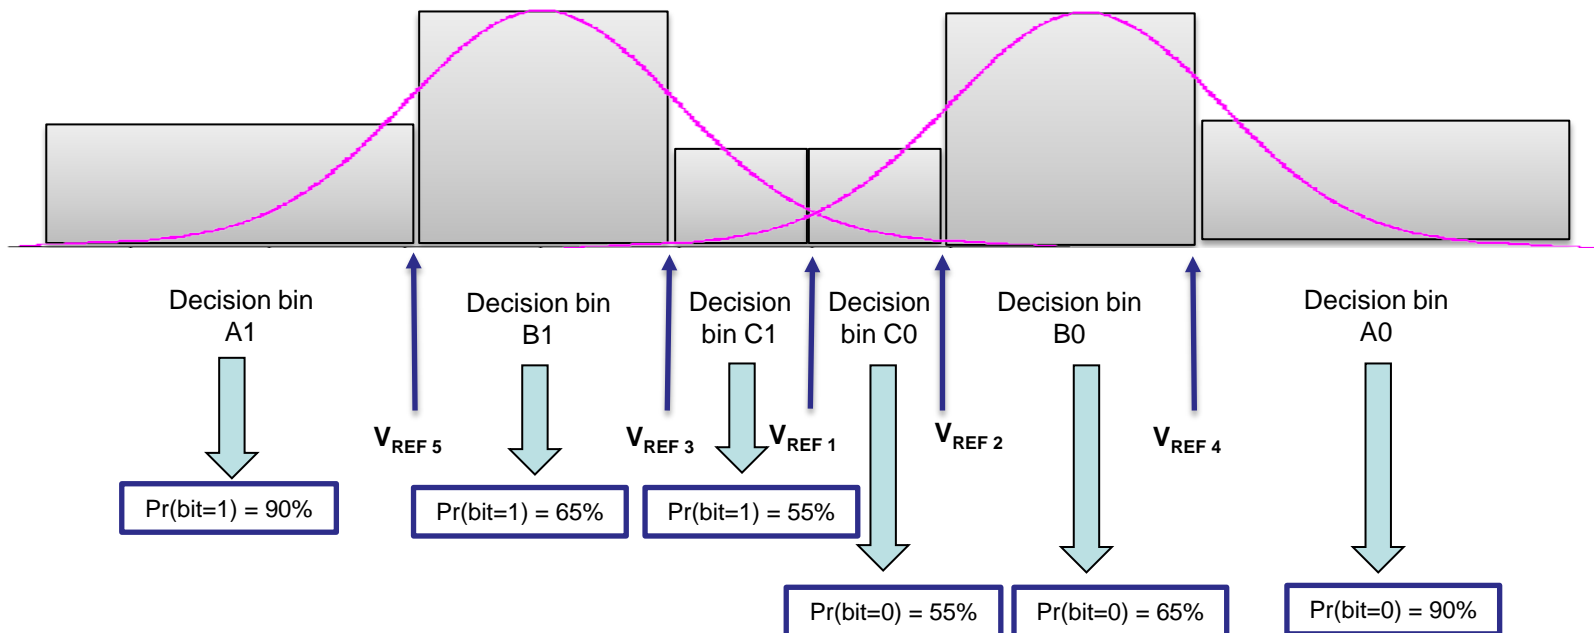 Decision bin
A1
Decision bin
B1
Decision
bin C1
Decision
bin C0
Decision bin
B0
Decision bin
A0
VREF 5
VREF 3
VREF 1
VREF 2
VREF 4
Pr(bit=1) = 90%
Pr(bit=1) = 65%
Pr(bit=1) = 55%
Pr(bit=0) = 55%
Pr(bit=0) = 65%
Pr(bit=0) = 90%